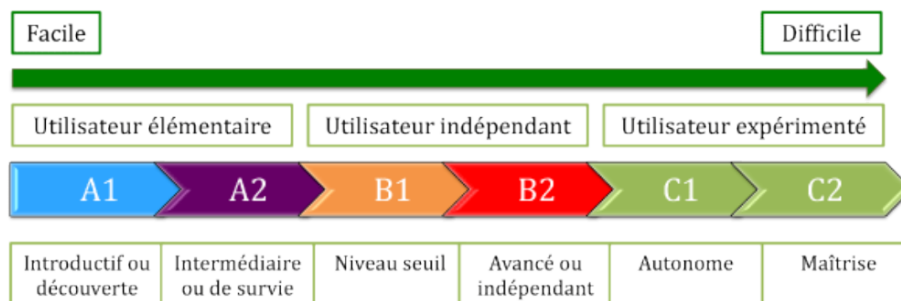 Facile Difficile
Utilisateur élémentaire Utilisateur indépendant Utilisateur expérimenté
A1 A2 B1 B2 C1 C2
Introductif ou découverte
Intermédiaire ou de survie
Niveau seuil
Avancé ou indépendant
Autonome
Maîtrise